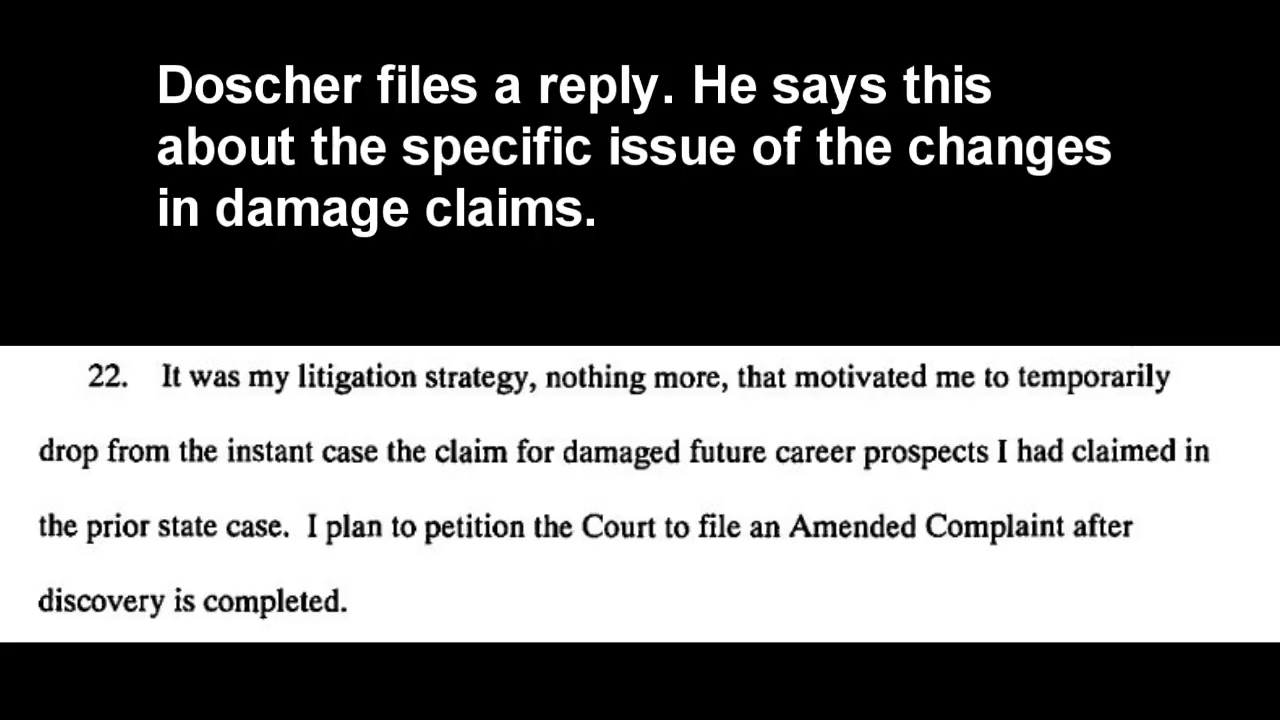 Doscher files a reply. He says this
about the specific issue of the changes
in damage claims.
22. It was my litigation strategy, nothing more, that motivated me to temporarily
drop from the instant case the claim for damaged future career prospects I had claimed in
the prior state case. I plan to petition the Court to file an Amended Complaint after
discovery is completed.